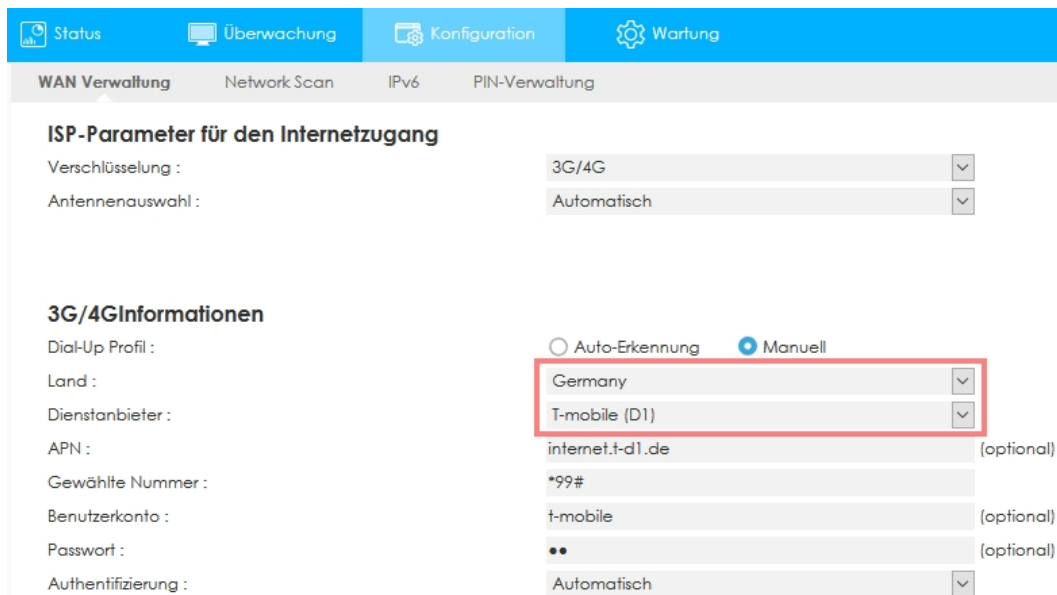 Status Überwachung Konfiguration Wartung
WAN Verwaltung Network Scan IPv6 PIN-Verwaltung
ISP-Parameter für den Internetzugang
Verschlüsselung : 3G/4G
Antennenauswahl : Automatisch
3G/4GInformationen
Dial-Up Profil : Auto-Erkennung Manuell
Land : Germany
Dienstanbieter : T-mobile (D1)
APN : internet.t-d1.de (optional)
Gewählte Nummer : *99#
Benutzerkonto : t-mobile (optional)
Passwort : •• (optional)
Authentifizierung : Automatisch